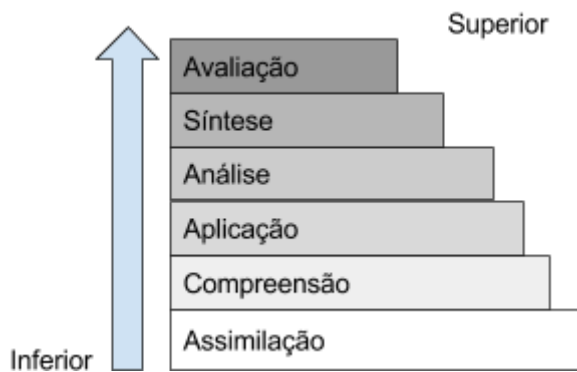 Superior
Avaliação
Síntese
Análise
Aplicação
Compreensão
Assimilação
Inferior